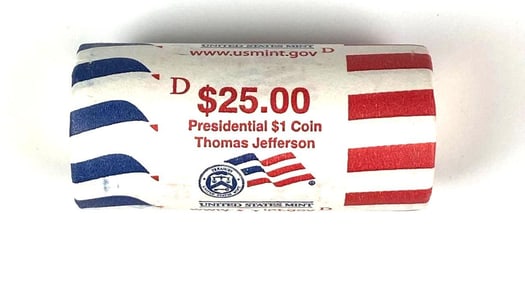 UNITED STATES MINT
www.usmint.gov D
D
$25.00
Presidential $1 Coin
Thomas Jefferson
UNITED STATES MINT